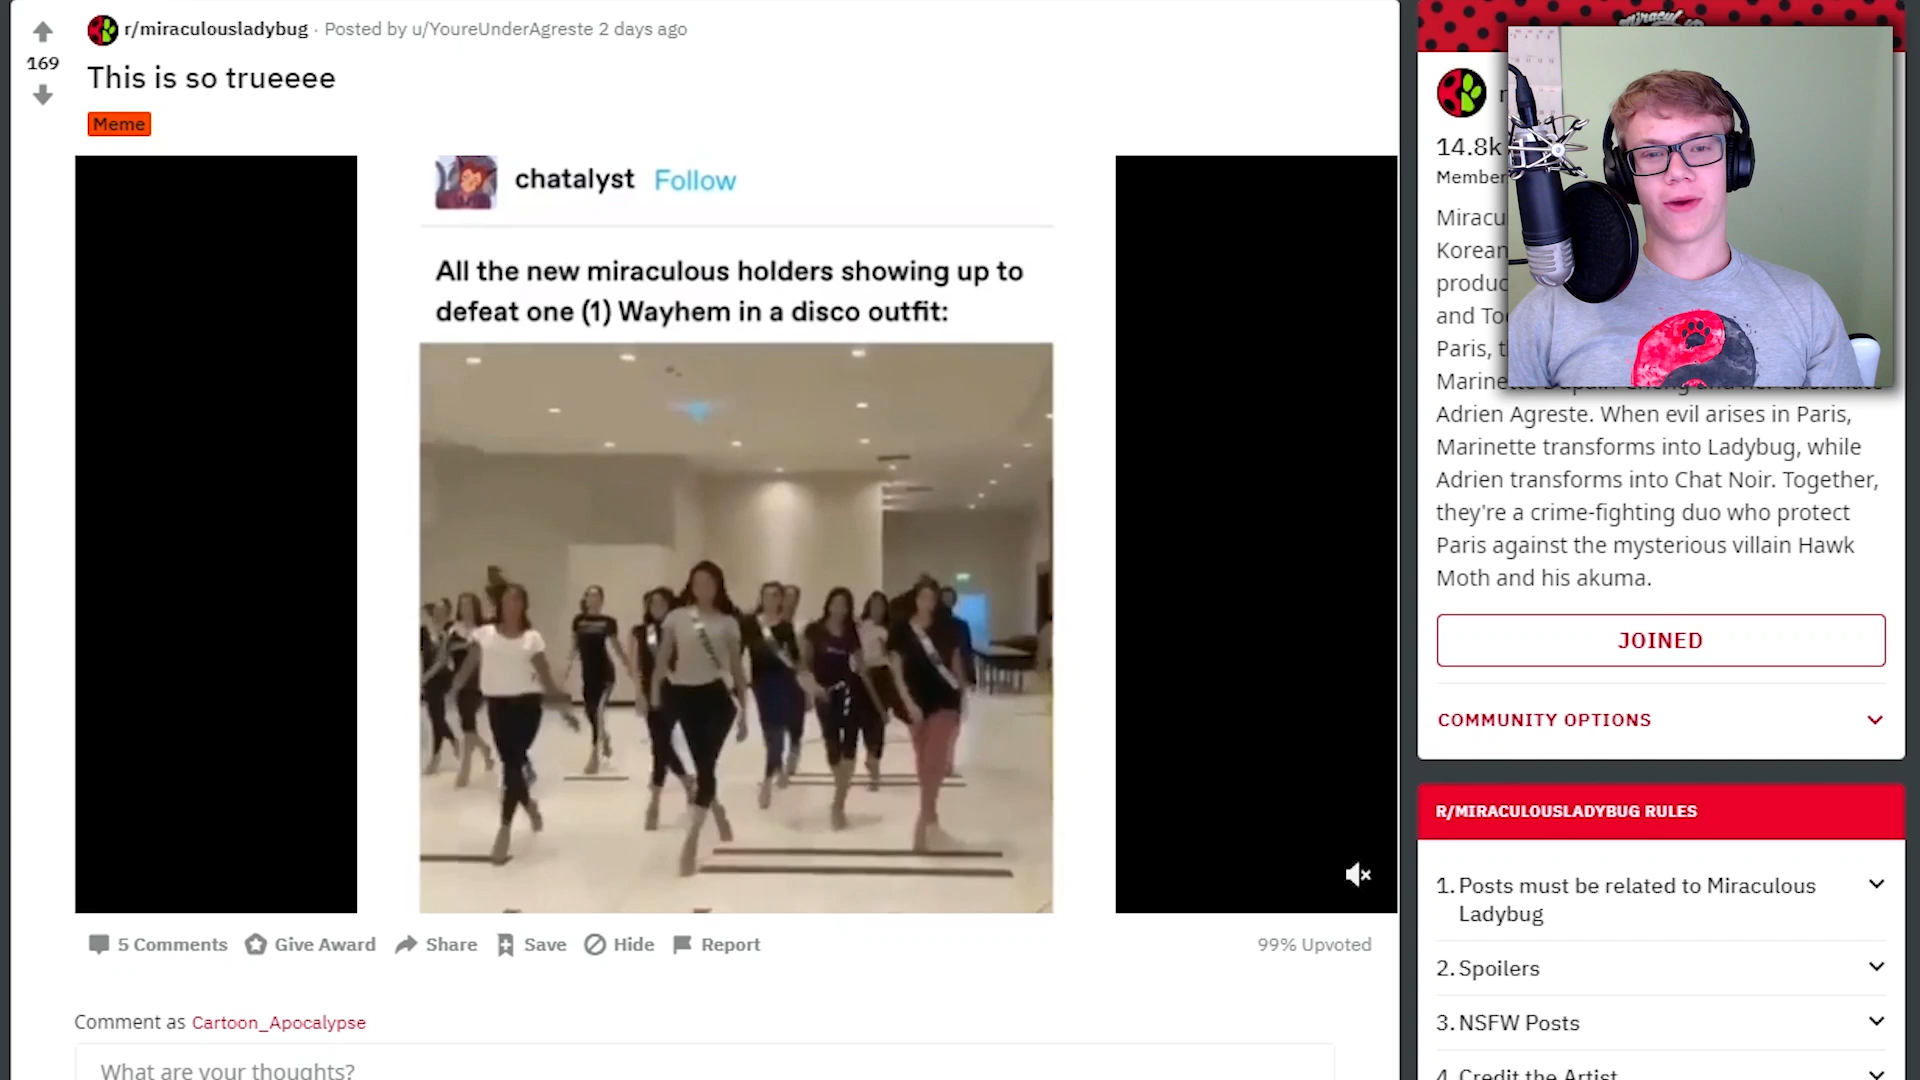 r/miraculousladybug · Posted by u/YoureUnderAgreste 2 days ago
169
This is so trueeee
Meme
chatalyst Follow
All the new miraculous holders showing up to
defeat one (1) Wayhem in a disco outfit:
5 Comments Give Award Share Save Hide Report
99% Upvoted
Comment as Cartoon_Apocalypse
What are your thoughts?
14.8k
Member
Miracu
Korean
produc
and To
Paris, t
Marine
Adrien Agreste. When evil arises in Paris,
Marinette transforms into Ladybug, while
Adrien transforms into Chat Noir. Together,
they're a crime-fighting duo who protect
Paris against the mysterious villain Hawk
Moth and his akuma.
JOINED
COMMUNITY OPTIONS
R/MIRACULOUSLADYBUG RULES
1. Posts must be related to Miraculous
Ladybug
2. Spoilers
3. NSFW Posts
4. Credit the Artist